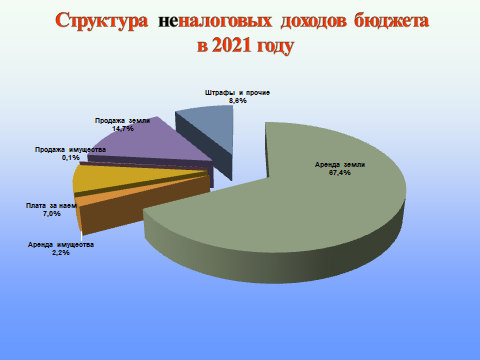 Структура неналоговых доходов бюджета
в 2021 году
Штрафы и прочие
8,6%
Продажа земли
14,7%
Продажа имущества
0,1%
Плата за наем
7,0%
Аренда имущества
2,2%
Аренда земли
67,4%